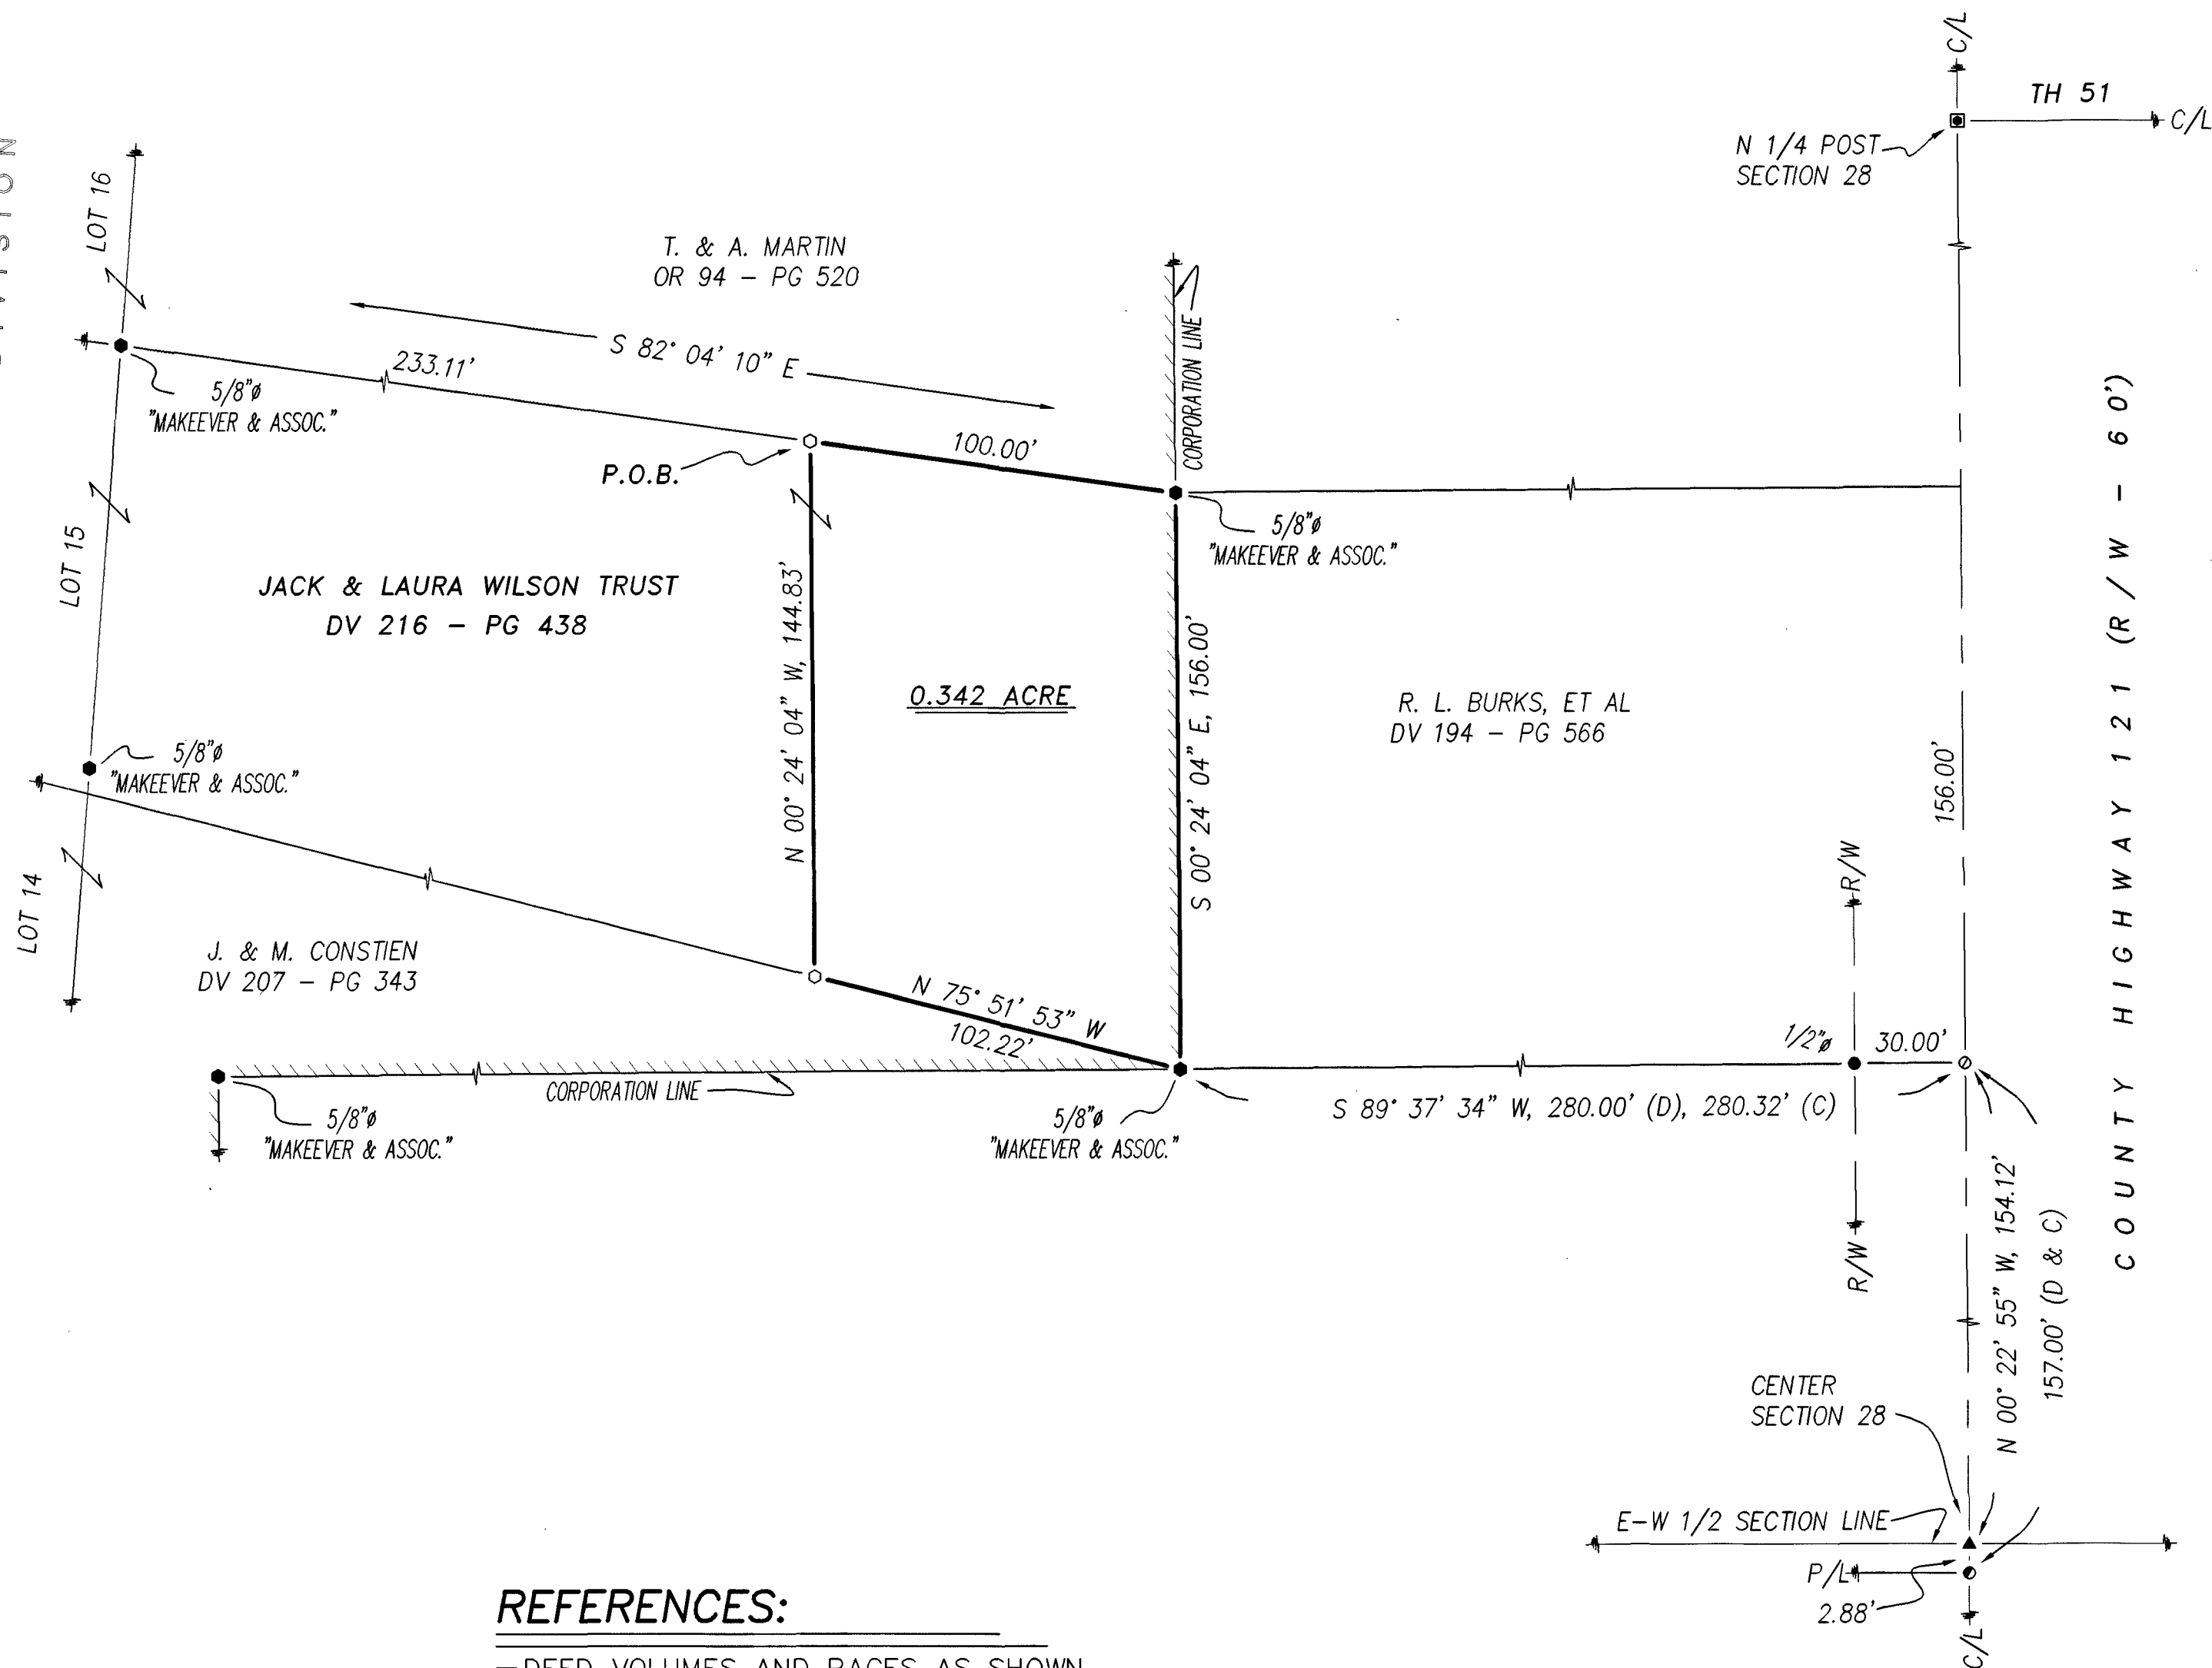 C/L
TH 51
C/L
N 1/4 POST
SECTION 28
LOT 16
T. & A. MARTIN
OR 94 - PG 520
S 82° 04' 10" E
233.11'
5/8"ø
"MAKEEVER & ASSOC."
CORPORATION LINE
100.00'
P.O.B.
5/8"ø
"MAKEEVER & ASSOC."
LOT 15
JACK & LAURA WILSON TRUST
DV 216 - PG 438
N 00° 24' 04" W, 144.83'
0.342 ACRE
S 00° 24' 04" E, 156.00'
R. L. BURKS, ET AL
DV 194 - PG 566
156.00'
COUNTY HIGHWAY 121 (R/W - 60')
5/8"ø
"MAKEEVER & ASSOC."
LOT 14
J. & M. CONSTIEN
DV 207 - PG 343
N 75° 51' 53" W
102.22'
R/W
1/2"ø
30.00'
CORPORATION LINE
5/8"ø
"MAKEEVER & ASSOC."
5/8"ø
"MAKEEVER & ASSOC."
S 89° 37' 34" W, 280.00' (D), 280.32' (C)
R/W
N 00° 22' 55" W, 154.12'
157.00' (D & C)
CENTER
SECTION 28
E-W 1/2 SECTION LINE
P/L
2.88'
C/L
REFERENCES:
-DEED VOLUMES AND PAGES AS SHOWN